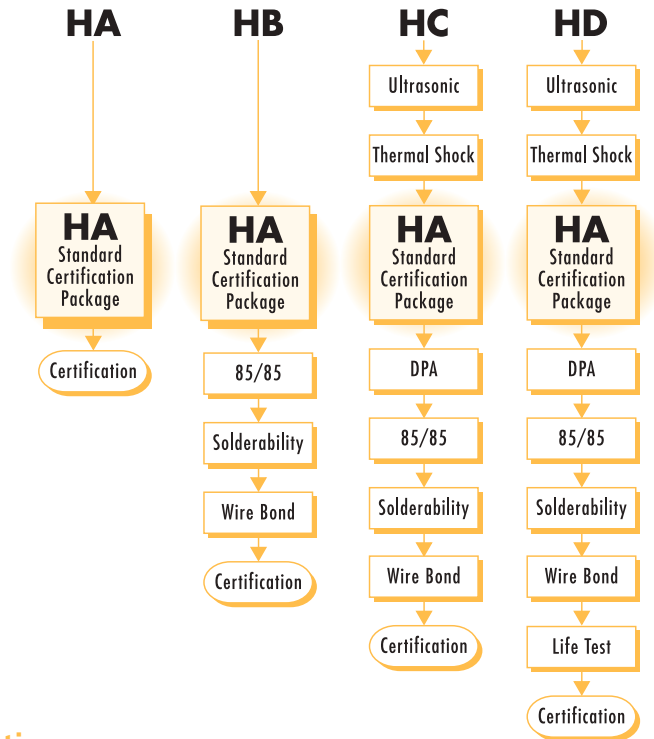 HA
HB
HC
HD
Ultrasonic
Ultrasonic
Thermal Shock
Thermal Shock
HA
Standard
Certification
Package
HA
Standard
Certification
Package
HA
Standard
Certification
Package
HA
Standard
Certification
Package
Certification
85/85
DPA
DPA
Solderability
85/85
85/85
Wire Bond
Solderability
Solderability
Certification
Wire Bond
Wire Bond
Certification
Life Test
Certification